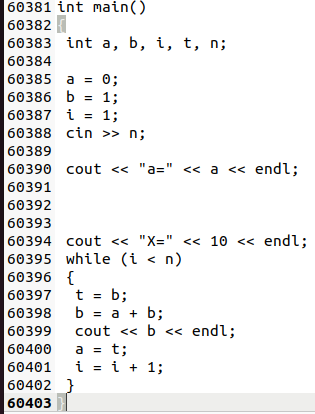 60381 int main()
60382 {
60383  int a, b, i, t, n;
60384
60385  a = 0;
60386  b = 1;
60387  i = 1;
60388  cin >> n;
60389
60390  cout << "a=" << a << endl;
60391
60392
60393
60394  cout << "X=" << 10 << endl;
60395  while (i < n)
60396  {
60397   t = b;
60398   b = a + b;
60399   cout << b << endl;
60400   a = t;
60401   i = i + 1;
60402  }
60403 }